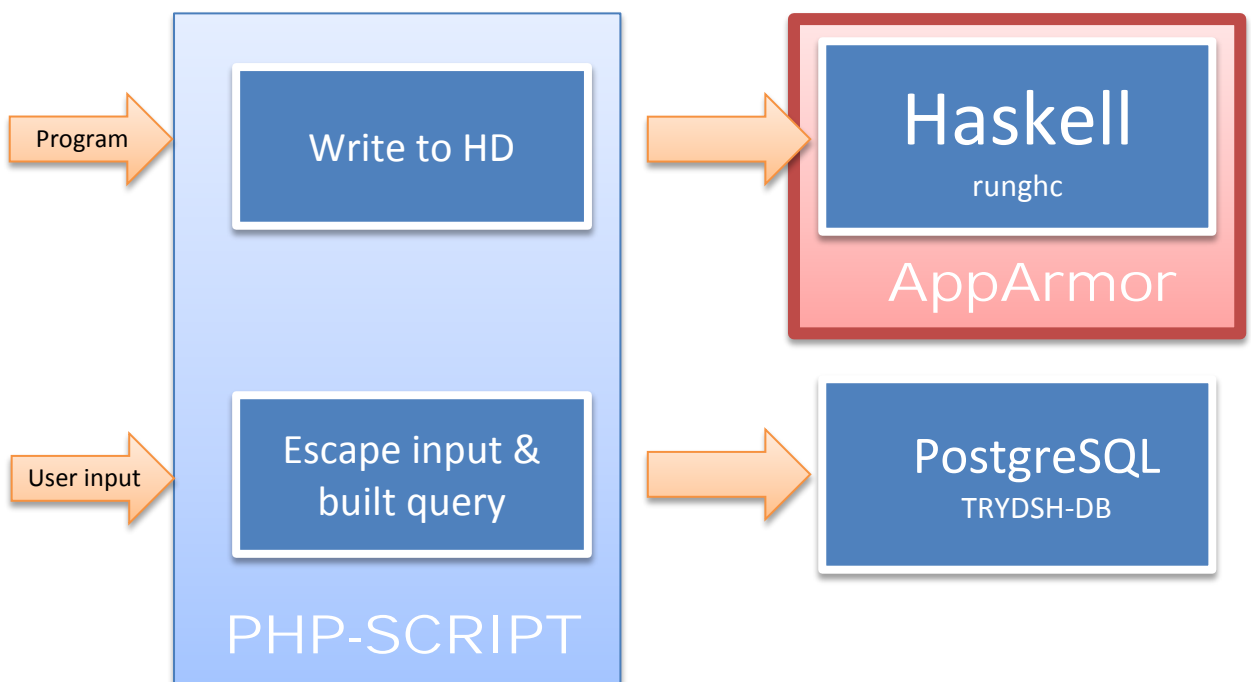 Program
Write to HD
Haskell
runghc
AppArmor
User input
Escape input &
built query
PostgreSQL
TRYDSH-DB
PHP-SCRIPT